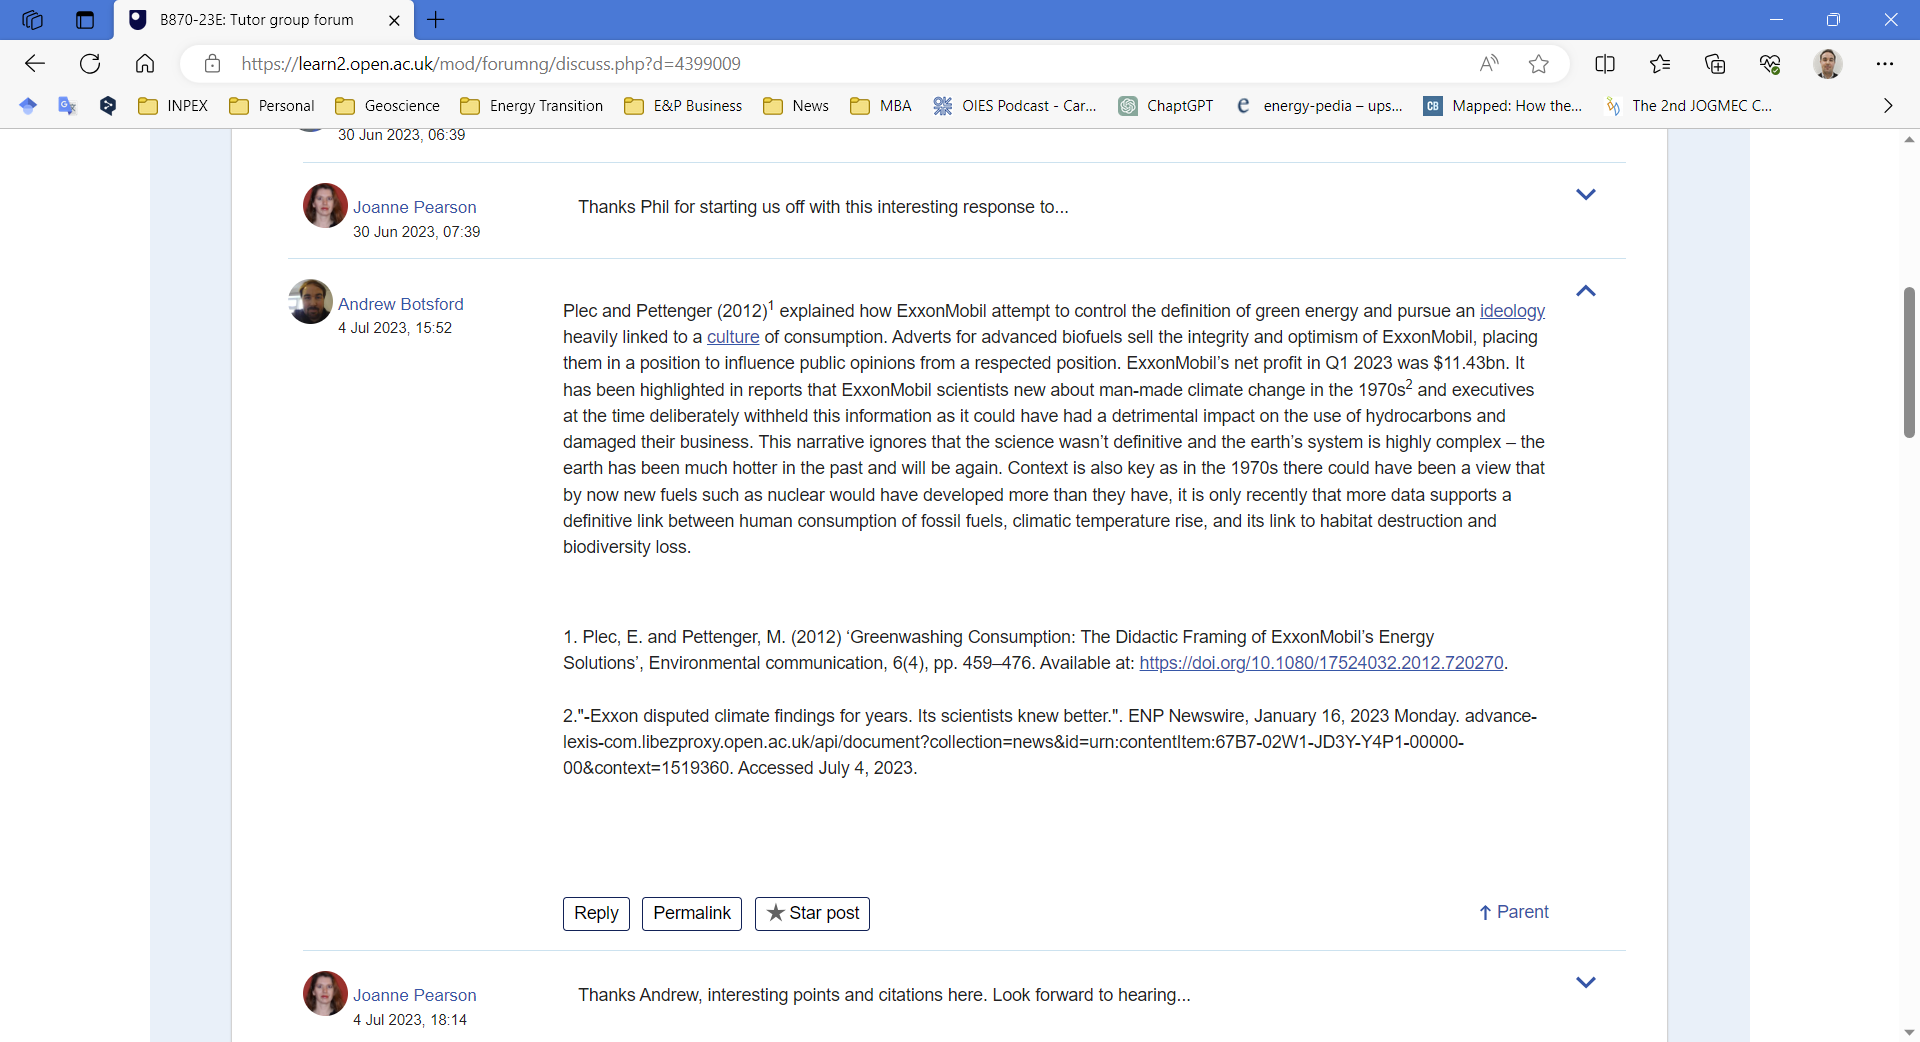 B870-23E: Tutor group forum
https://learn2.open.ac.uk/mod/forumng/discuss.php?d=4399009
INPEX
Personal
Geoscience
Energy Transition
E&P Business
News
MBA
OIES Podcast - Car...
ChaptGPT
energy-pedia – ups...
CB
Mapped: How the...
The 2nd JOGMEC C...
30 Jun 2023, 06:39
Joanne Pearson
30 Jun 2023, 07:39
Thanks Phil for starting us off with this interesting response to...
Andrew Botsford
4 Jul 2023, 15:52
Plec and Pettenger (2012)1 explained how ExxonMobil attempt to control the definition of green energy and pursue an ideology
heavily linked to a culture of consumption. Adverts for advanced biofuels sell the integrity and optimism of ExxonMobil, placing
them in a position to influence public opinions from a respected position. ExxonMobil’s net profit in Q1 2023 was $11.43bn. It
has been highlighted in reports that ExxonMobil scientists new about man-made climate change in the 1970s2 and executives
at the time deliberately withheld this information as it could have had a detrimental impact on the use of hydrocarbons and
damaged their business. This narrative ignores that the science wasn’t definitive and the earth’s system is highly complex – the
earth has been much hotter in the past and will be again. Context is also key as in the 1970s there could have been a view that
by now new fuels such as nuclear would have developed more than they have, it is only recently that more data supports a
definitive link between human consumption of fossil fuels, climatic temperature rise, and its link to habitat destruction and
biodiversity loss.
1. Plec, E. and Pettenger, M. (2012) ‘Greenwashing Consumption: The Didactic Framing of ExxonMobil’s Energy
Solutions’, Environmental communication, 6(4), pp. 459–476. Available at: https://doi.org/10.1080/17524032.2012.720270.
2."-Exxon disputed climate findings for years. Its scientists knew better.". ENP Newswire, January 16, 2023 Monday. advance-
lexis-com.libezproxy.open.ac.uk/api/document?collection=news&id=urn:contentItem:67B7-02W1-JD3Y-Y4P1-00000-
00&context=1519360. Accessed July 4, 2023.
Reply
Permalink
★ Star post
↑ Parent
Joanne Pearson
4 Jul 2023, 18:14
Thanks Andrew, interesting points and citations here. Look forward to hearing...